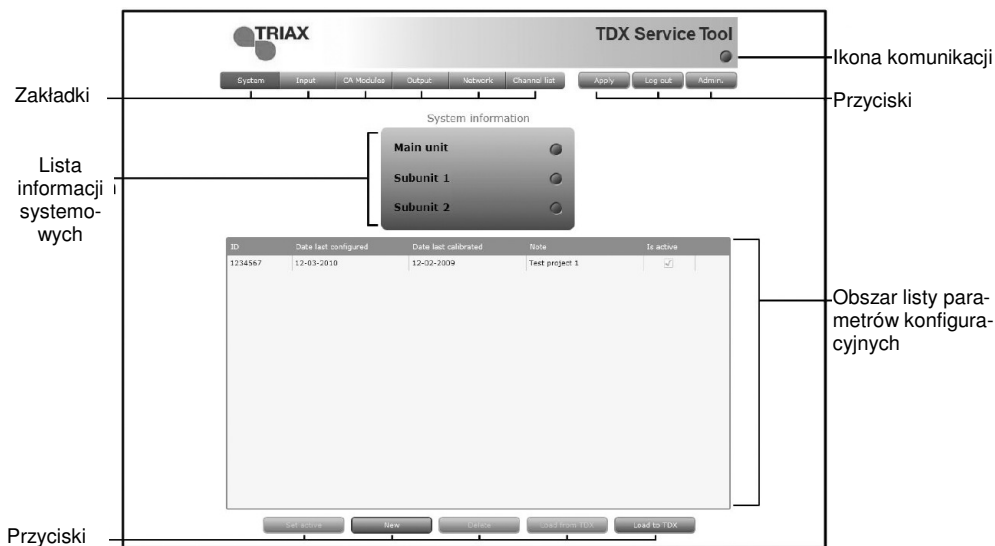 TRIAX
TDX Service Tool
Ikona komunikacji
System Input CA Modules Output Network Channel list Apply Log out Admin.
Zakładki
Przyciski
System information
Main unit
Subunit 1
Subunit 2
Lista
informacji
systemo-
wych
ID Date last configured Date last calibrated Note Is active
1234567 12-03-2010 12-02-2009 Test project 1
Obszar listy para-
metrów konfigura-
cyjnych
Set active New Delete Load from TDX Load to TDX
Przyciski